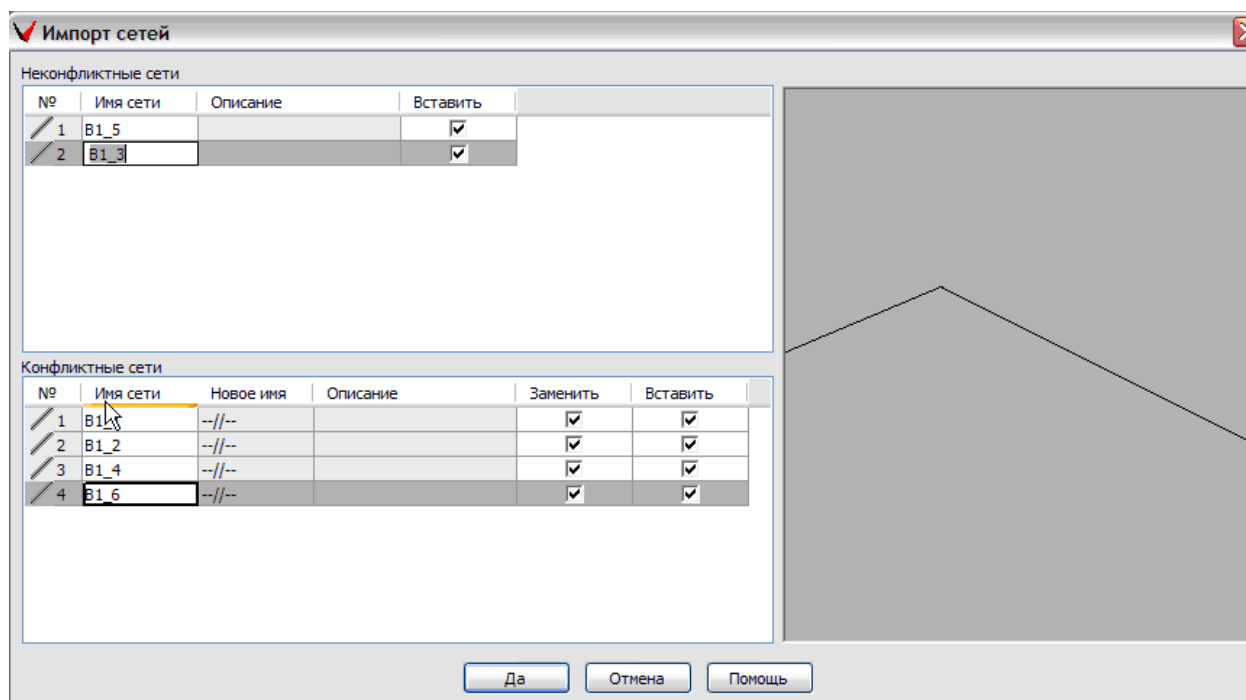 Импорт сетей
Неконфликтные сети
№ Имя сети Описание Вставить
1 B1_5
2 B1_3
Конфликтные сети
№ Имя сети Новое имя Описание Заменить Вставить
1 --//--
2 B1_2 --//--
3 B1_4 --//--
4 B1_6 --//--
Да Отмена Помощь